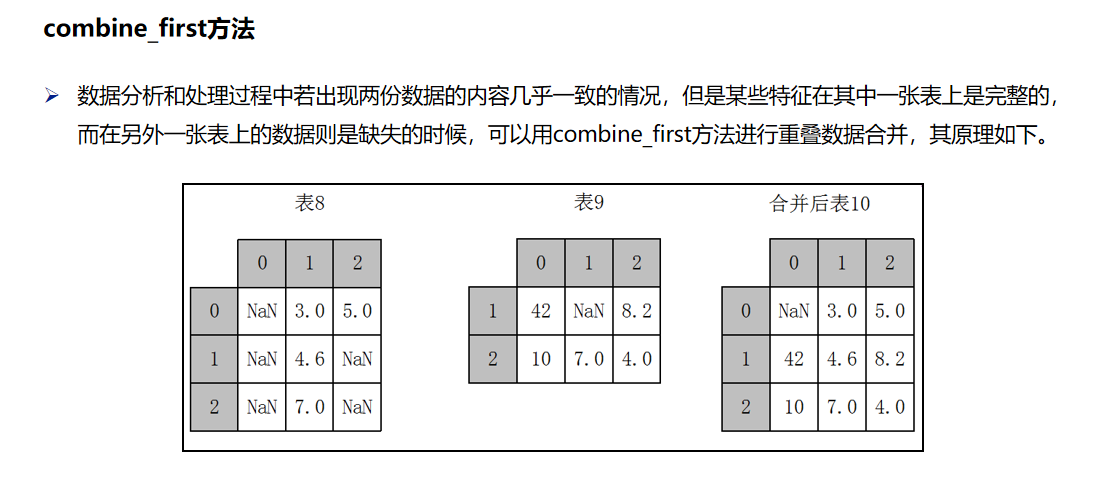 combine_first方法
➢ 数据分析和处理过程中若出现两份数据的内容几乎一致的情况，但是某些特征在其中一张表上是完整的，
而在另外一张表上的数据则是缺失的时候，可以用combine_first方法进行重叠数据合并，其原理如下。
表8 表9 合并后表10
0 1 2 0 1 2 0 1 2
0 NaN 3.0 5.0 1 42 NaN 8.2 0 NaN 3.0 5.0
1 NaN 4.6 NaN 2 10 7.0 4.0 1 42 4.6 8.2
2 NaN 7.0 NaN 2 10 7.0 4.0